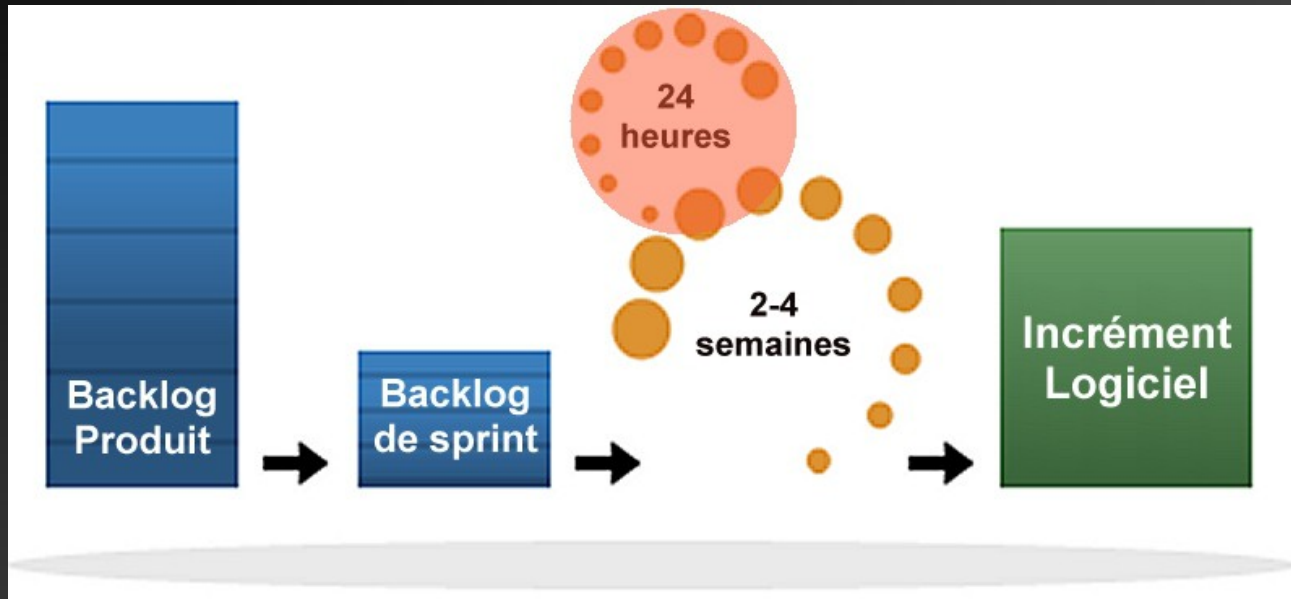 Backlog
Produit
Backlog
de sprint
24
heures
2-4
semaines
Incrément
Logiciel